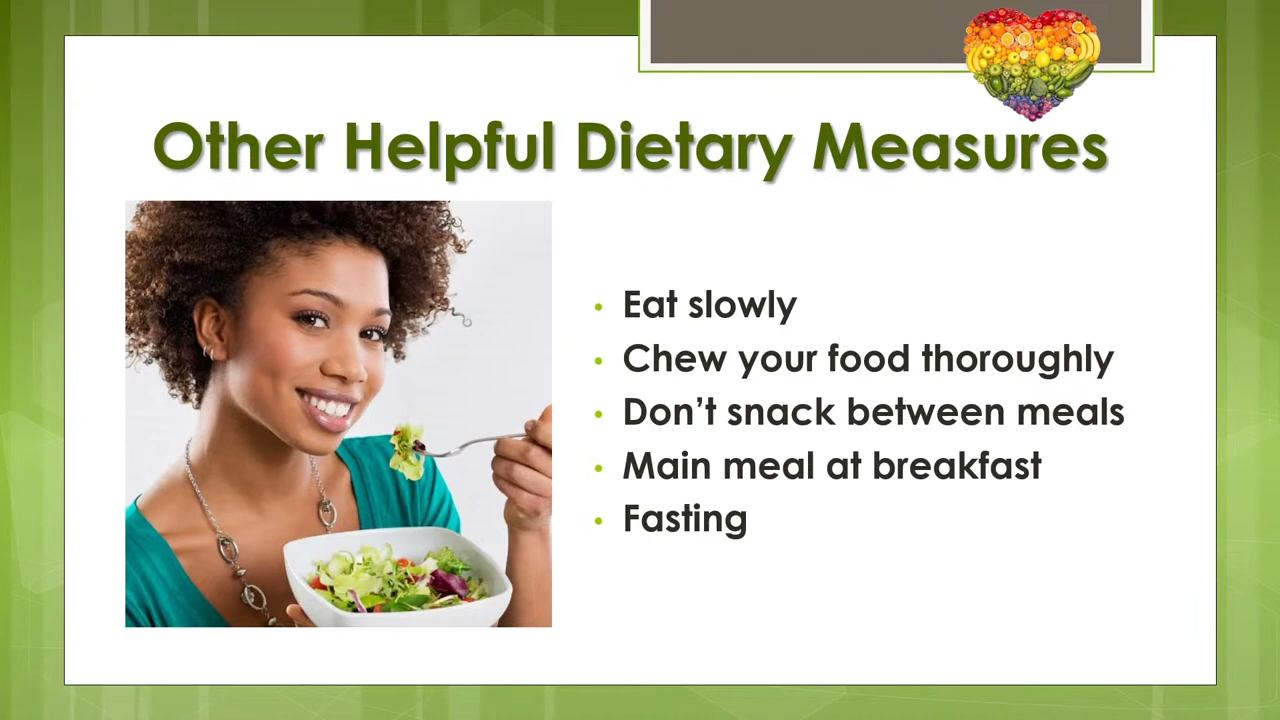 Other Helpful Dietary Measures
• Eat slowly
• Chew your food thoroughly
• Don’t snack between meals
• Main meal at breakfast
• Fasting